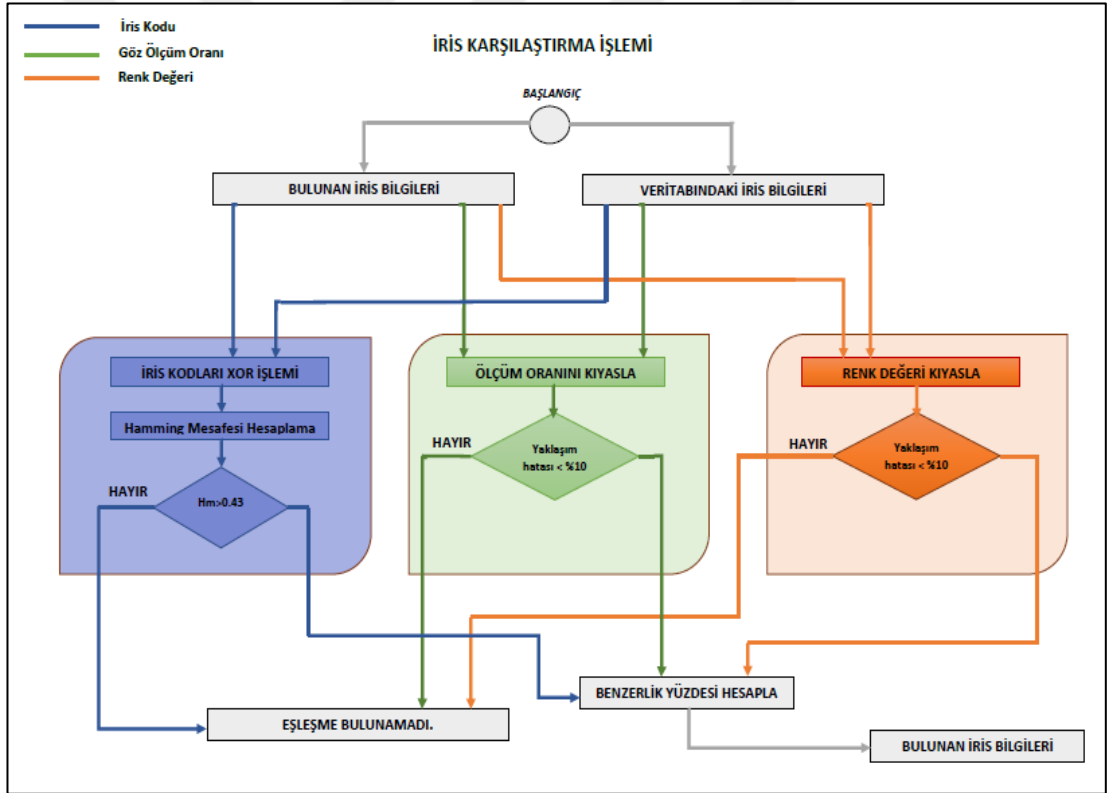 İris Kodu
Göz Ölçüm Oranı
Renk Değeri
İRİS KARŞILAŞTIRMA İŞLEMİ
BAŞLANGIÇ
BULUNAN İRİS BİLGİLERİ
VERİTABINDAKİ İRİS BİLGİLERİ
İRİS KODLARI XOR İŞLEMİ
Hamming Mesafesi Hesaplama
HAYIR
Hm>0.43
ÖLÇÜM ORANINI KIYASLA
HAYIR
Yaklaşım
hatası < %10
RENK DEĞERİ KIYASLA
HAYIR
Yaklaşım
hatası < %10
BENZERLİK YÜZDESİ HESAPLA
EŞLEŞME BULUNAMADI.
BULUNAN İRİS BİLGİLERİ